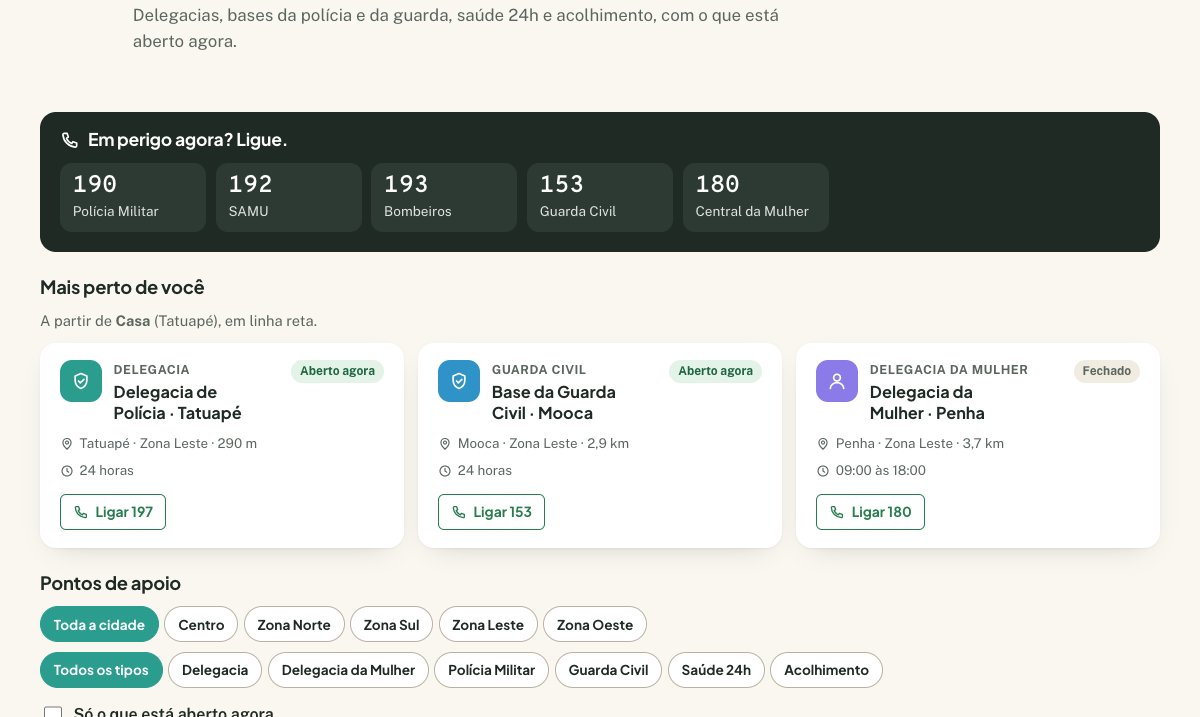 Delegacias, bases da polícia e da guarda, saúde 24h e acolhimento, com o que está
aberto agora.
Em perigo agora? Ligue.
190
Polícia Militar
192
SAMU
193
Bombeiros
153
Guarda Civil
180
Central da Mulher
Mais perto de você
A partir de Casa (Tatuapé), em linha reta.
DELEGACIA
Aberto agora
Delegacia de
Polícia · Tatuapé
Tatuapé · Zona Leste · 290 m
24 horas
Ligar 197
GUARDA CIVIL
Aberto agora
Base da Guarda
Civil · Mooca
Mooca · Zona Leste · 2,9 km
24 horas
Ligar 153
DELEGACIA DA MULHER
Fechado
Delegacia da
Mulher · Penha
Penha · Zona Leste · 3,7 km
09:00 às 18:00
Ligar 180
Pontos de apoio
Toda a cidade
Centro
Zona Norte
Zona Sul
Zona Leste
Zona Oeste
Todos os tipos
Delegacia
Delegacia da Mulher
Polícia Militar
Guarda Civil
Saúde 24h
Acolhimento
Só o que está aberto agora